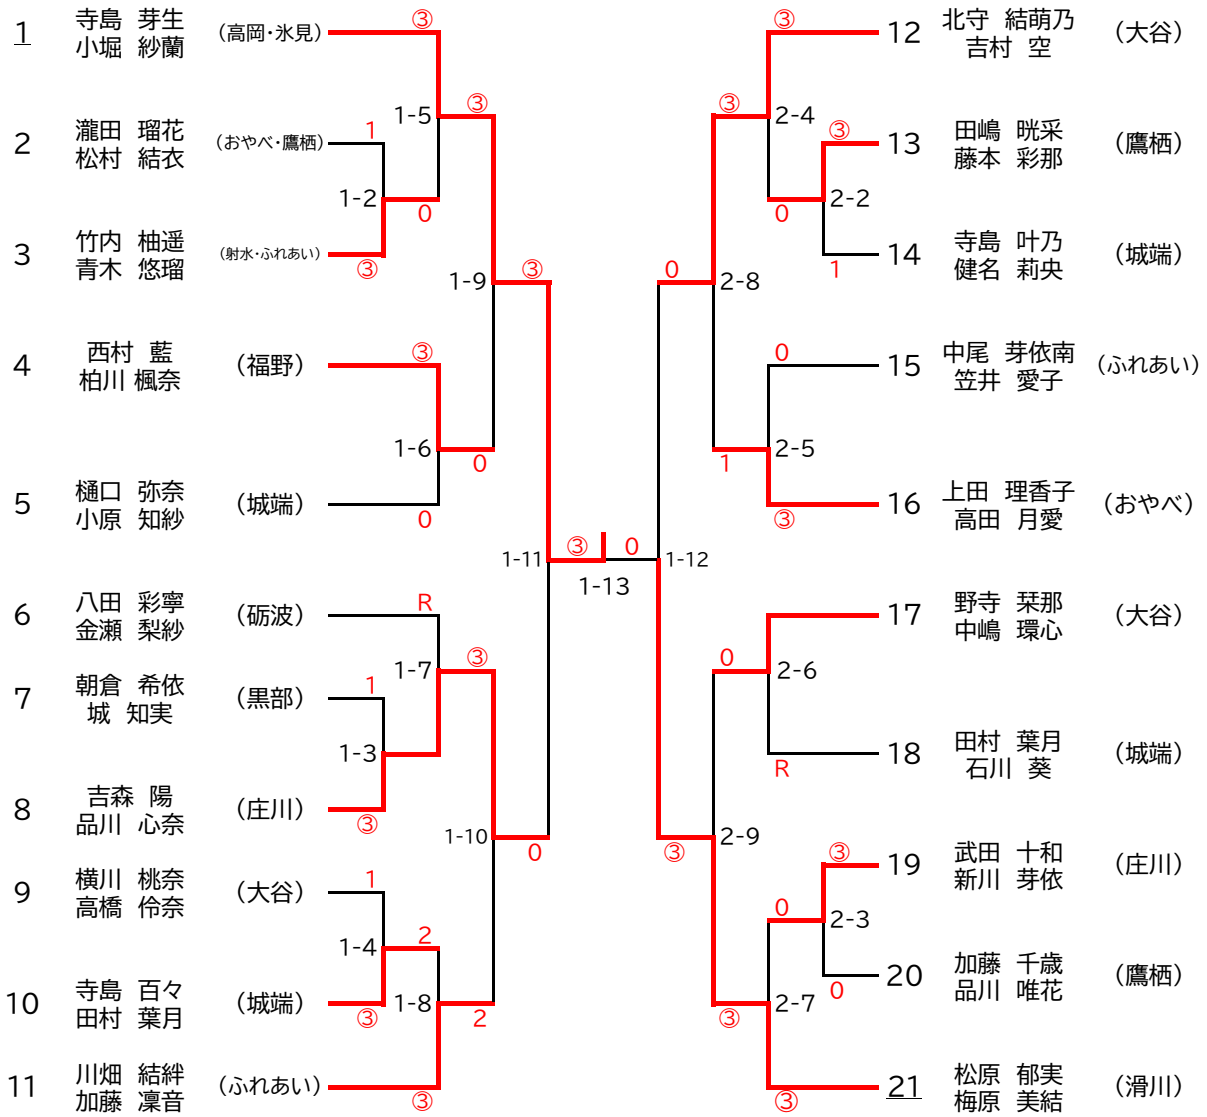 1 寺島 芽生 (高岡・氷見) ③
小堀 紗蘭
2 瀧田 瑠花 (おやべ・鷹栖) 1
松村 結衣
1-5 ③
1-2 0
3 竹内 柚遥 (射水・ふれあい) ③
青木 悠瑠
1-9 ③
4 西村 藍 (福野) ③
柏川 楓奈
1-6 0
5 樋口 弥奈 (城端) 0
小原 知紗
1-11 ③ 0 1-12
1-13
6 八田 彩寧 (砺波) R
金瀬 梨紗
1-7 ③
7 朝倉 希依 (黒部) 1
城 知実
1-3
8 吉森 陽 (庄川) ③
品川 心奈
1-10 0
9 横川 桃奈 (大谷) 1
高橋 伶奈
1-4 2
10 寺島 百々 (城端) ③
田村 葉月
1-8 2
11 川畑 結絆 (ふれあい) ③
加藤 凜音
③ 12 北守 結萌乃 (大谷)
吉村 空
③ 2-4
③ 13 田嶋 晄采 (鷹栖)
藤本 彩那
0 2-2
1 14 寺島 叶乃 (城端)
健名 莉央
0 2-8
0 15 中尾 芽依南 (ふれあい)
笠井 愛子
1 2-5
③ 16 上田 理香子 (おやべ)
高田 月愛
17 野寺 栞那 (大谷)
中嶋 環心
0 2-6
R 18 田村 葉月 (城端)
石川 葵
③ 2-9
③ 19 武田 十和 (庄川)
新川 芽依
0 2-3
0 20 加藤 千歳 (鷹栖)
品川 唯花
③ 2-7
③ 21 松原 郁実 (滑川)
梅原 美結